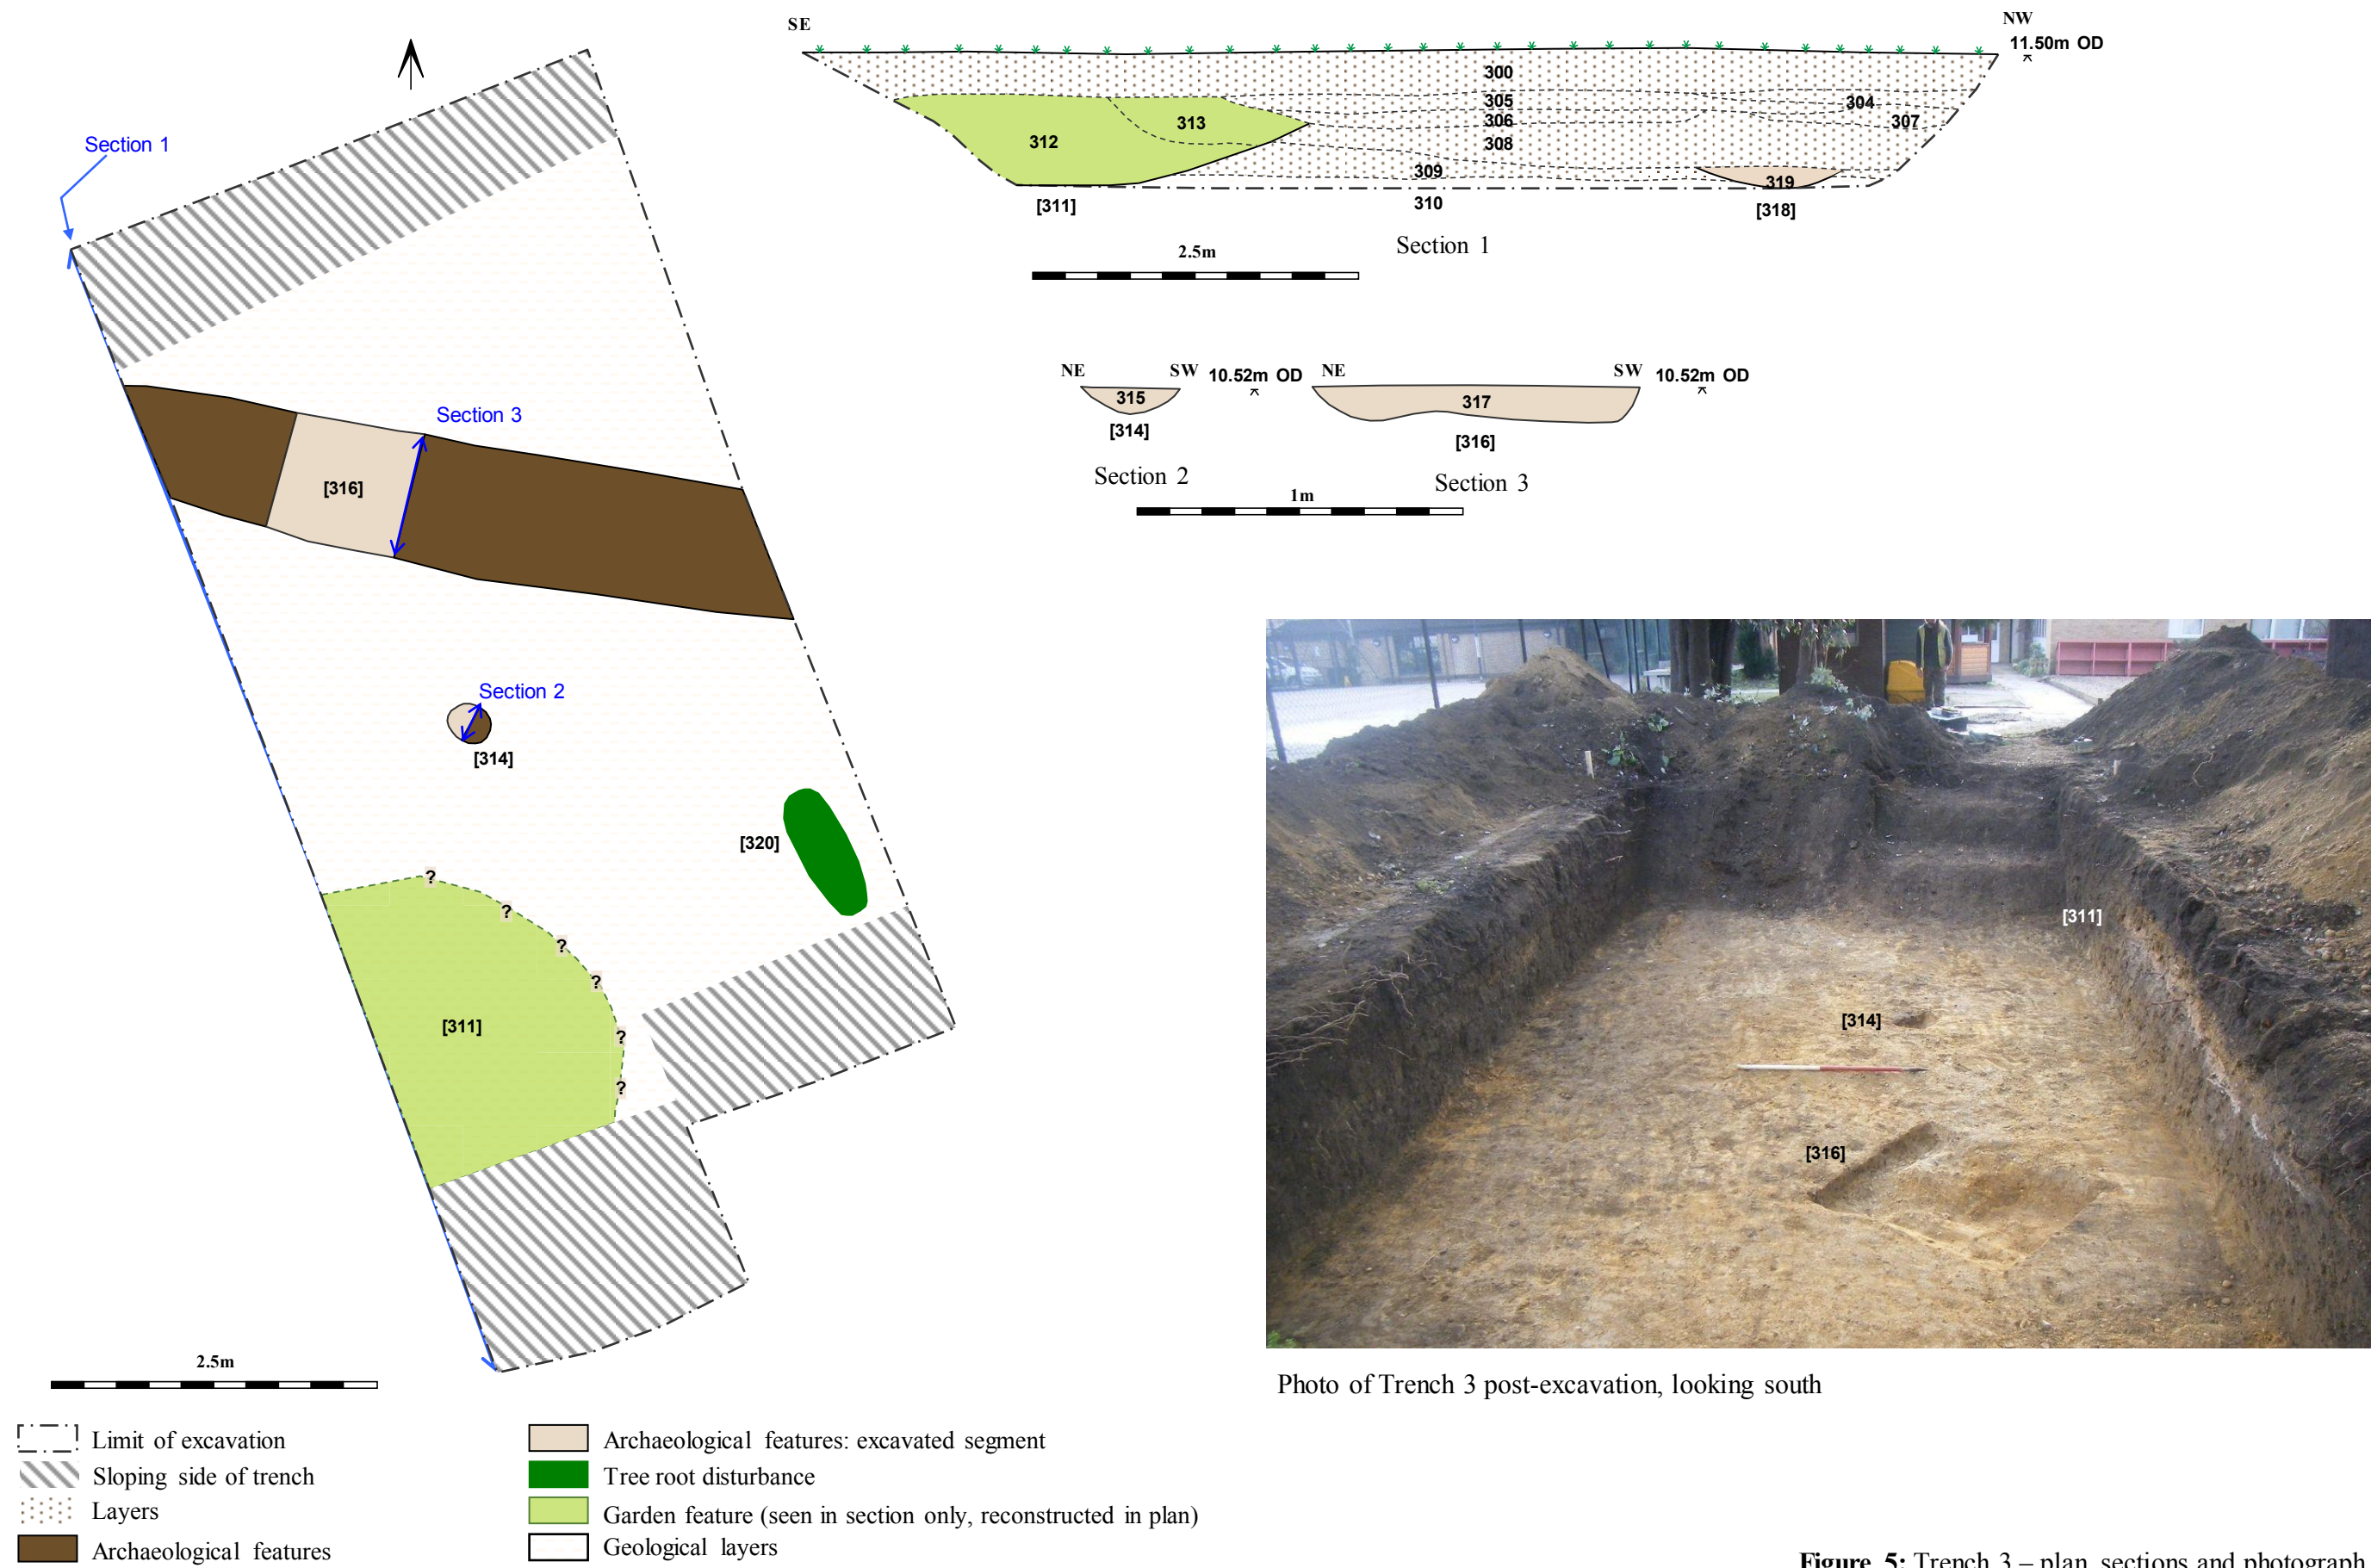 SE
NW
11.50m OD
300
305
304
306
307
308
313
312
309
319
[311]
310
[318]
Section 1
2.5m
Section 1
NE
SW
10.52m OD
NE
SW
10.52m OD
315
317
[314]
[316]
Section 2
Section 3
1m
Section 3
[316]
Section 2
[314]
[320]
?
?
?
?
?
?
[311]
[311]
[314]
[316]
Photo of Trench 3 post-excavation, looking south
2.5m
Limit of excavation
Sloping side of trench
Layers
Archaeological features
Archaeological features: excavated segment
Tree root disturbance
Garden feature (seen in section only, reconstructed in plan)
Geological layers
Figure 5: Trench 3 – plan, sections and photograph